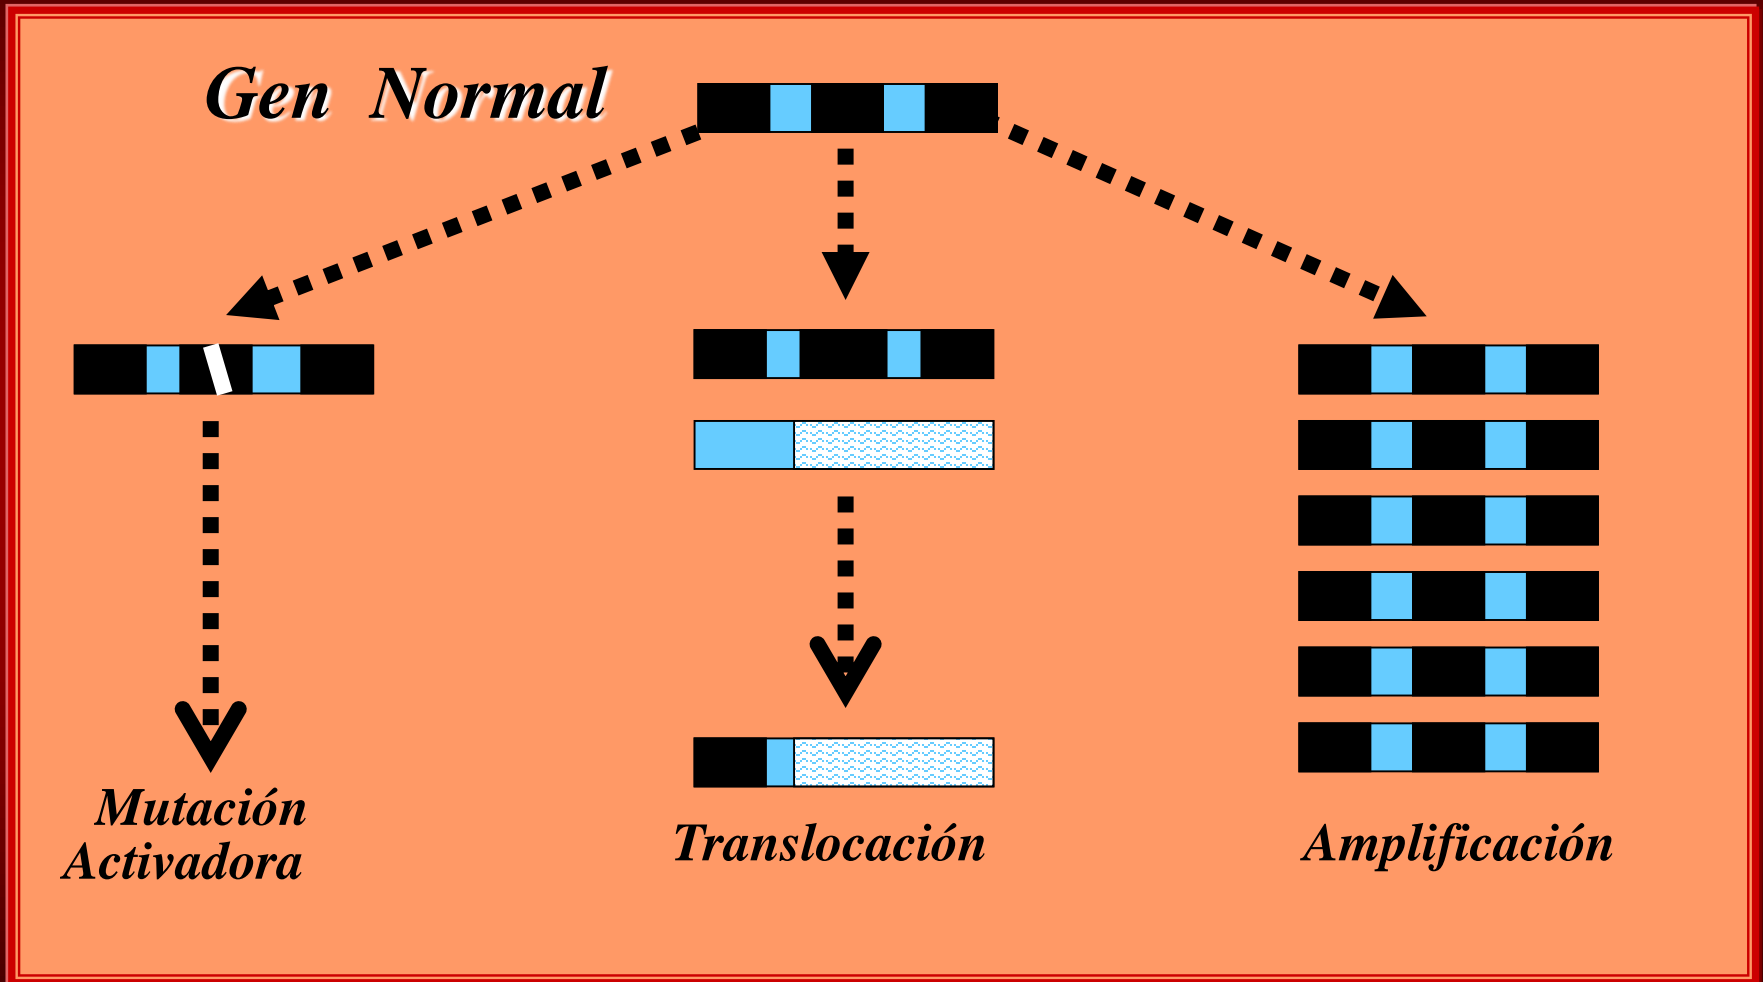 Gen Normal
Mutación
Activadora
Translocación
Amplificación